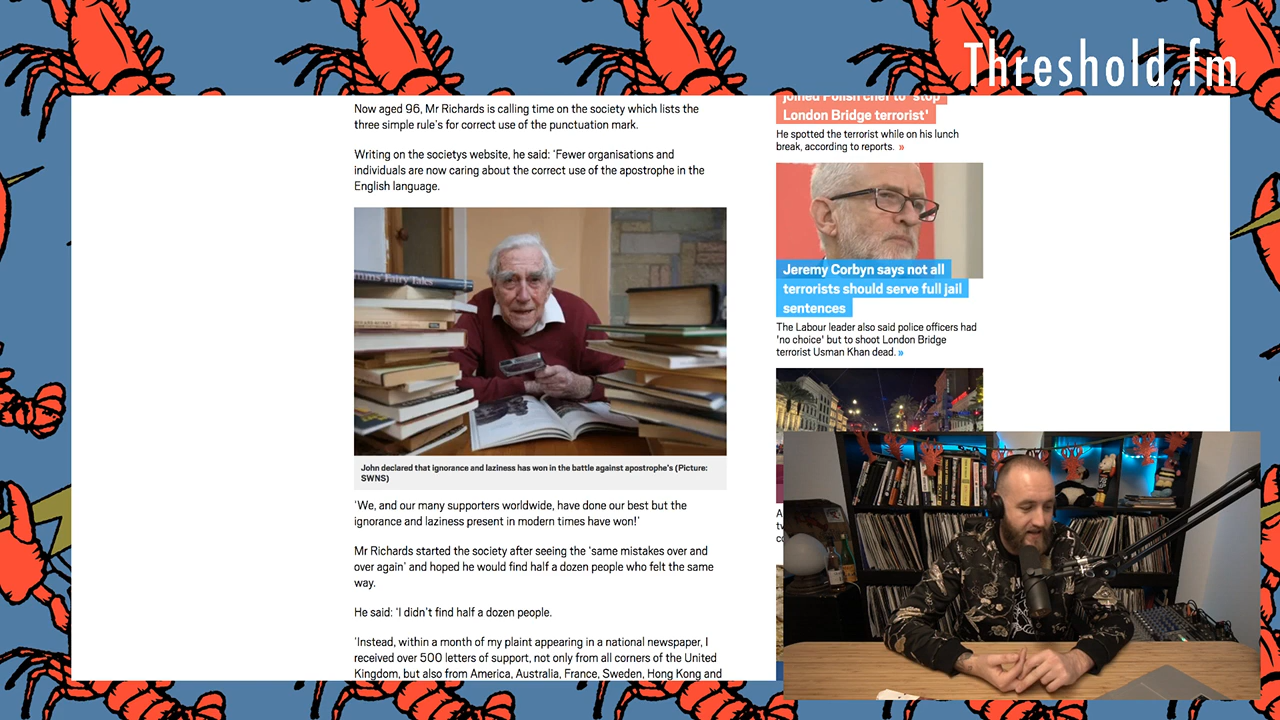 Threshold.fm
Now aged 96, Mr Richards is calling time on the society which lists the
three simple rule's for correct use of the punctuation mark.
Writing on the societys website, he said: 'Fewer organisations and
individuals are now caring about the correct use of the apostrophe in the
English language.
John declared that ignorance and laziness has won in the battle against apostrophe's (Picture:
SWNS)
'We, and our many supporters worldwide, have done our best but the
ignorance and laziness present in modern times have won!'
Mr Richards started the society after seeing the 'same mistakes over and
over again' and hoped he would find half a dozen people who felt the same
way.
He said: 'I didn't find half a dozen people.
'Instead, within a month of my plaint appearing in a national newspaper, I
received over 500 letters of support, not only from all corners of the United
Kingdom, but also from America, Australia, France, Sweden, Hong Kong and
joined Polish chef to 'stop
London Bridge terrorist'
He spotted the terrorist while on his lunch
break, according to reports. »
Jeremy Corbyn says not all
terrorists should serve full jail
sentences
The Labour leader also said police officers had
'no choice' but to shoot London Bridge
terrorist Usman Khan dead. »